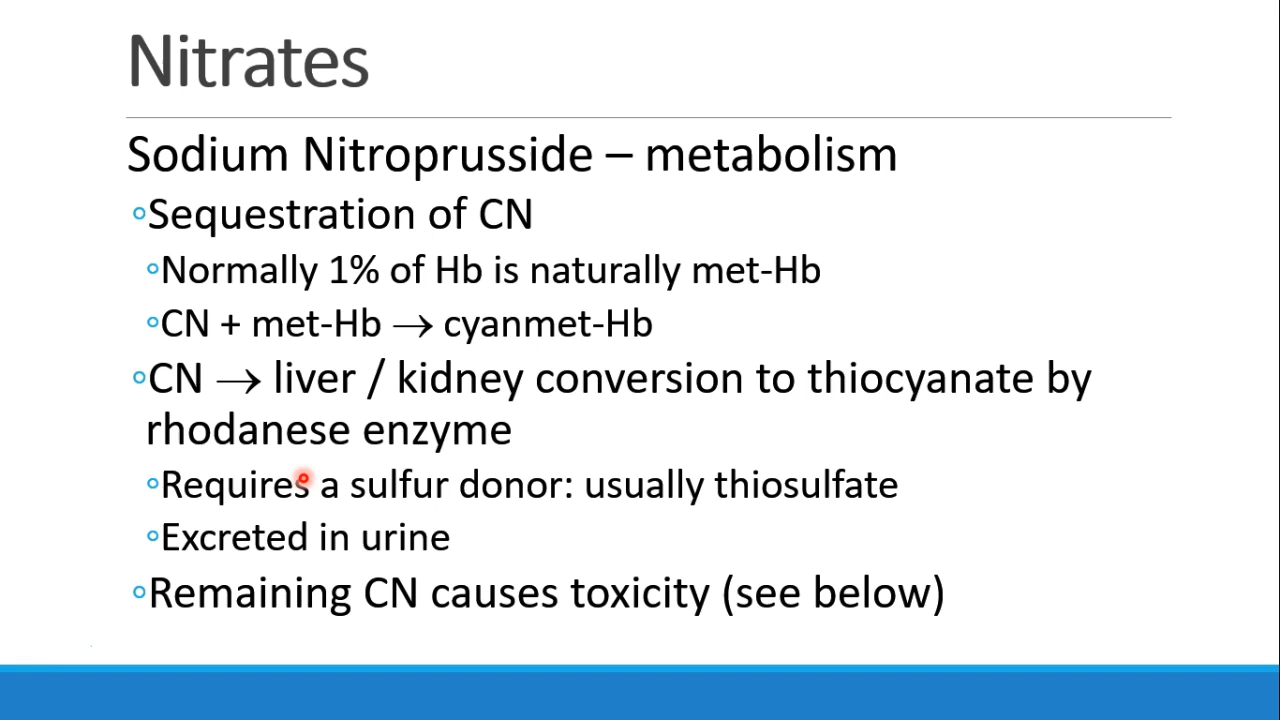 Nitrates
Sodium Nitroprusside – metabolism
◦Sequestration of CN
◦Normally 1% of Hb is naturally met-Hb
◦CN + met-Hb → cyanmet-Hb
◦CN → liver / kidney conversion to thiocyanate by
rhodanese enzyme
◦Requires a sulfur donor: usually thiosulfate
◦Excreted in urine
◦Remaining CN causes toxicity (see below)